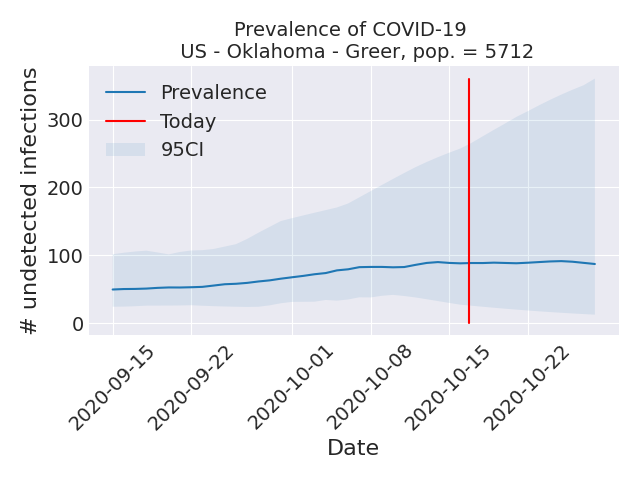 Prevalence of COVID-19
US - Oklahoma - Greer, pop. = 5712
# undetected infections
300
200
100
0
Prevalence
Today
95CI
2020-09-15
2020-09-22
2020-10-01
2020-10-08
2020-10-15
2020-10-22
Date